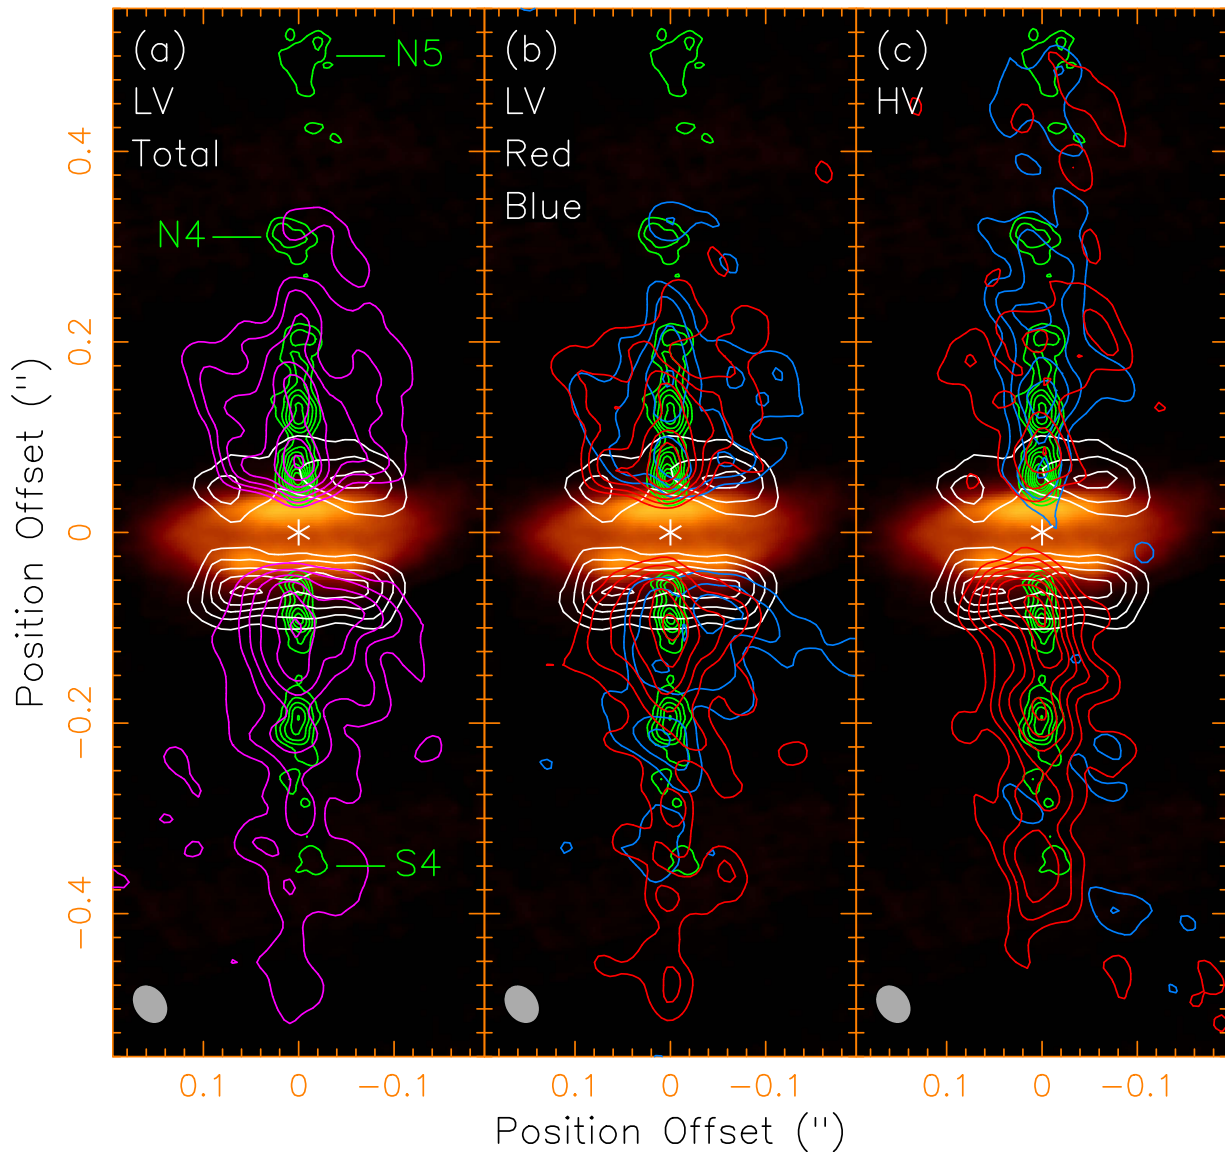 (a)
LV
Total
N5
N4
S4
(b)
LV
Red
Blue
(c)
HV
0.4
0.2
0
−0.2
−0.4
Position Offset (")
0.1 0 −0.1
0.1 0 −0.1
0.1 0 −0.1
Position Offset (")